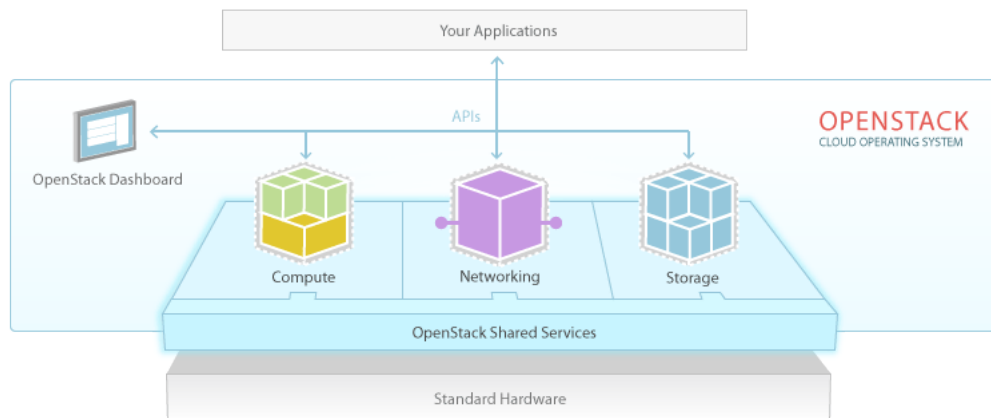 Your Applications
APIs
OPENSTACK
CLOUD OPERATING SYSTEM
OpenStack Dashboard
Compute
Networking
Storage
OpenStack Shared Services
Standard Hardware